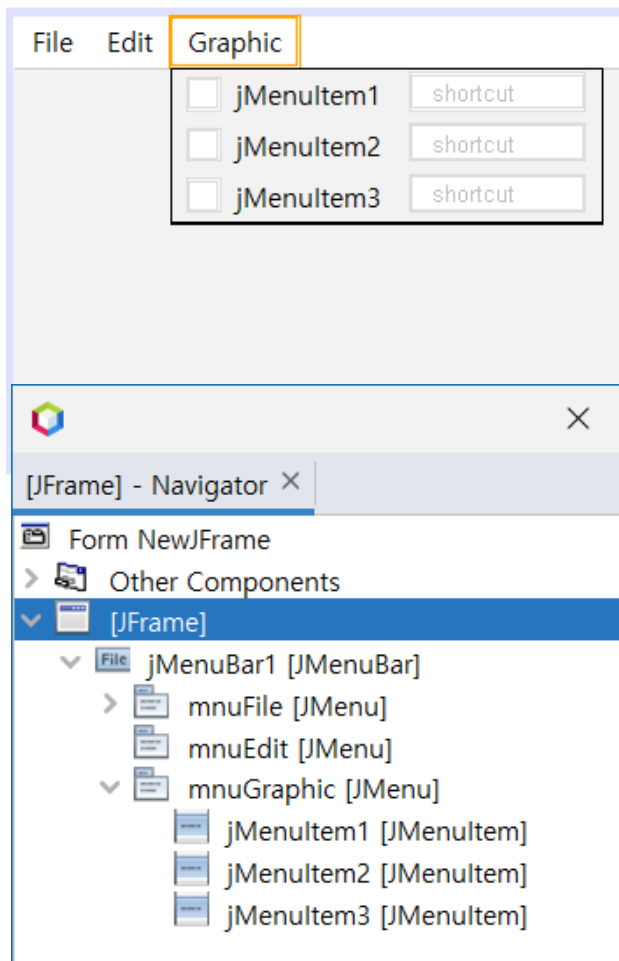 File Edit Graphic
jMenuItem1 shortcut
jMenuItem2 shortcut
jMenuItem3 shortcut
[JFrame] - Navigator
Form NewJFrame
Other Components
[JFrame]
File jMenuBar1 [JMenuBar]
mnuFile [JMenu]
mnuEdit [JMenu]
mnuGraphic [JMenu]
jMenuItem1 [JMenuItem]
jMenuItem2 [JMenuItem]
jMenuItem3 [JMenuItem]